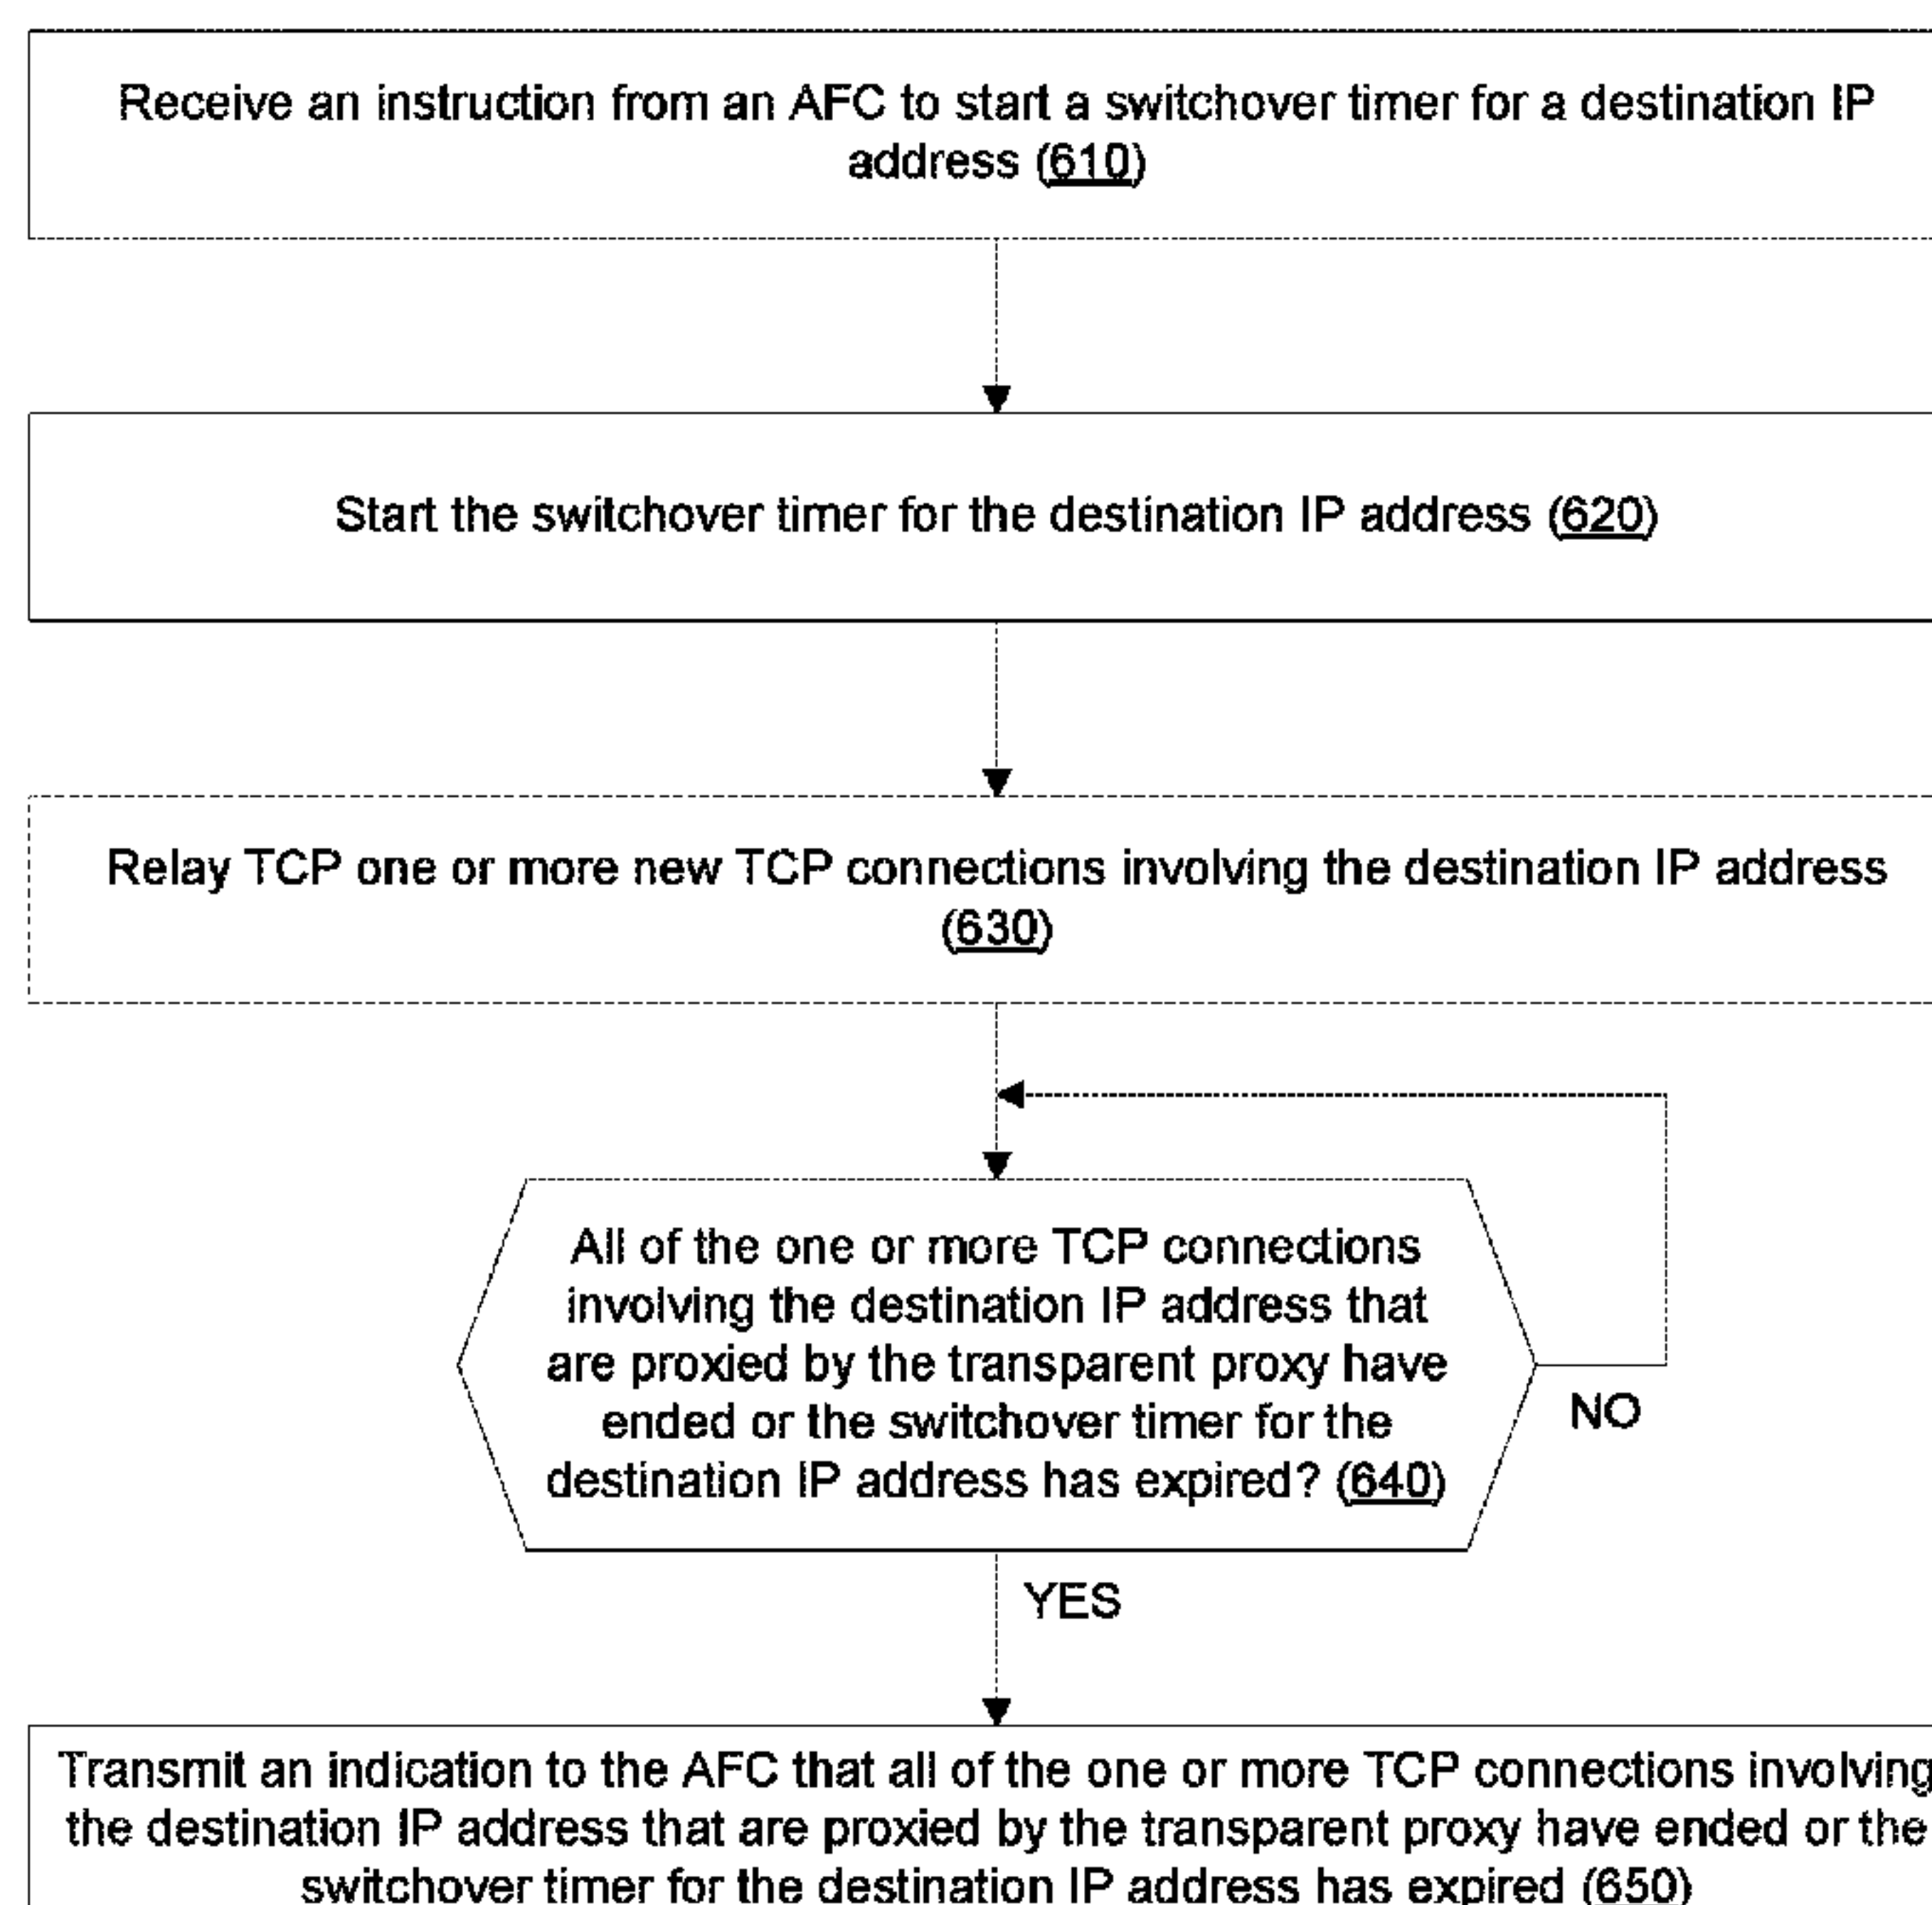 Receive an instruction from an AFC to start a switchover timer for a destination IP
address (610)
Start the switchover timer for the destination IP address (620)
Relay TCP one or more new TCP connections involving the destination IP address
(630)
All of the one or more TCP connections
involving the destination IP address that
are proxied by the transparent proxy have
ended or the switchover timer for the
destination IP address has expired? (640)
NO
YES
Transmit an indication to the AFC that all of the one or more TCP connections involving
the destination IP address that are proxied by the transparent proxy have ended or the
switchover timer for the destination IP address has expired (650)